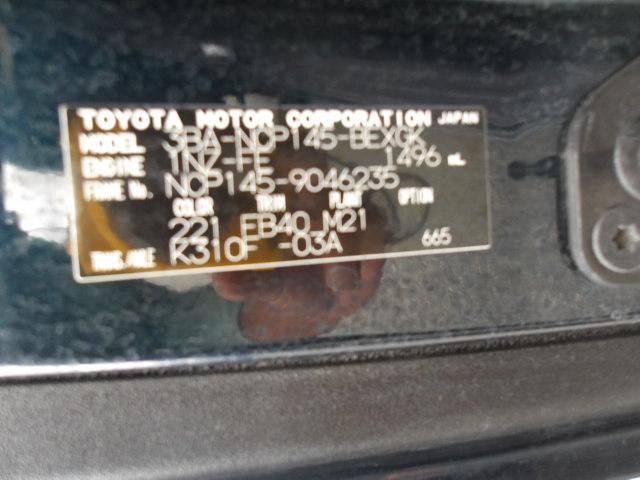 TOYOTA MOTOR CORPORATION JAPAN
MODEL 3BA-NCP145-BEXGK
ENGINE 1NZ-FE 1496 mL
FRAME No. NCP145-9046235
COLOR TRIM PLANT OPTION
221 EB40 M21
TRANS/AXLE K310F -03A 665